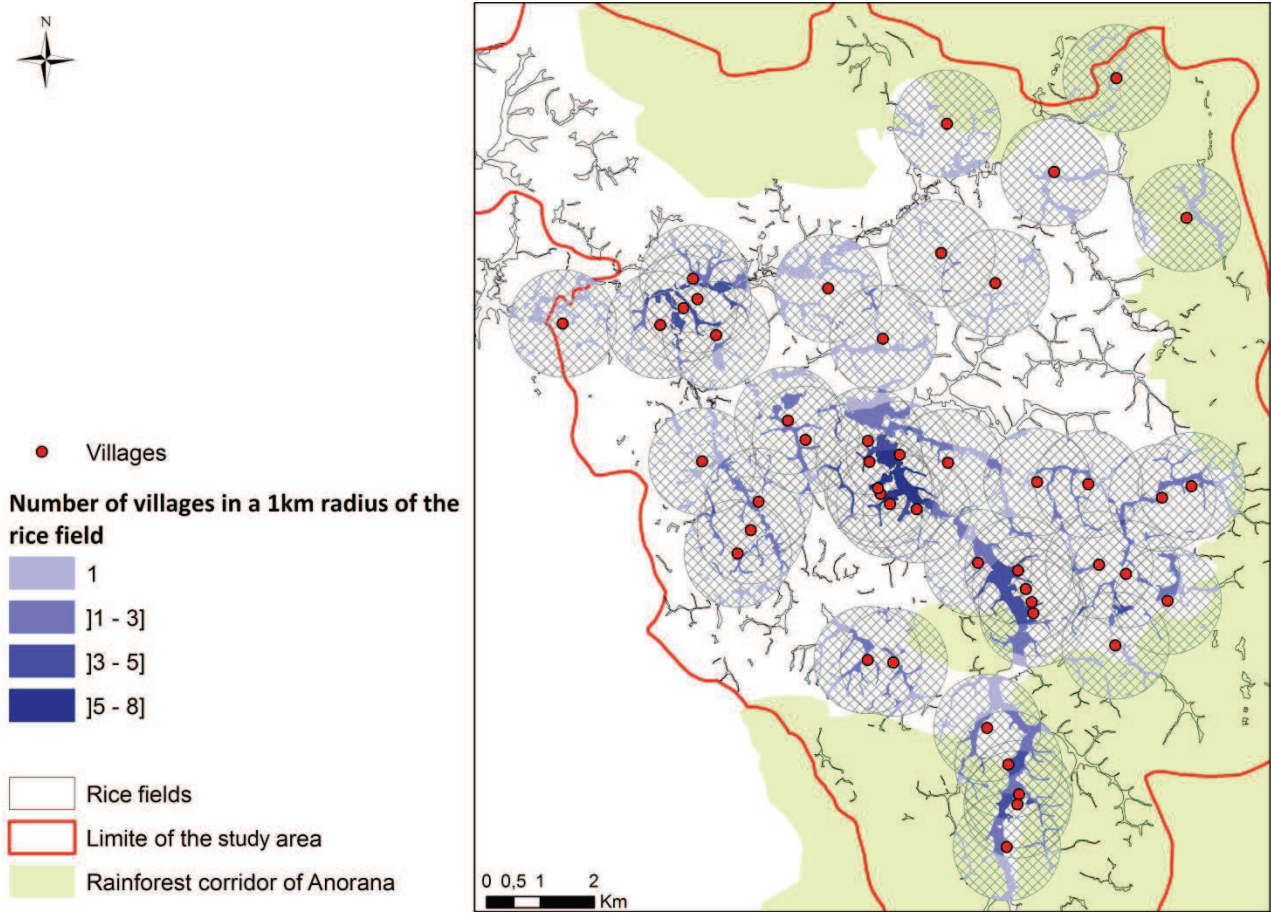 N
Villages
Number of villages in a 1km radius of the
rice field
1
]1 - 3]
]3 - 5]
]5 - 8]
Rice fields
Limite of the study area
Rainforest corridor of Anorana
0 0,5 1 2
Km